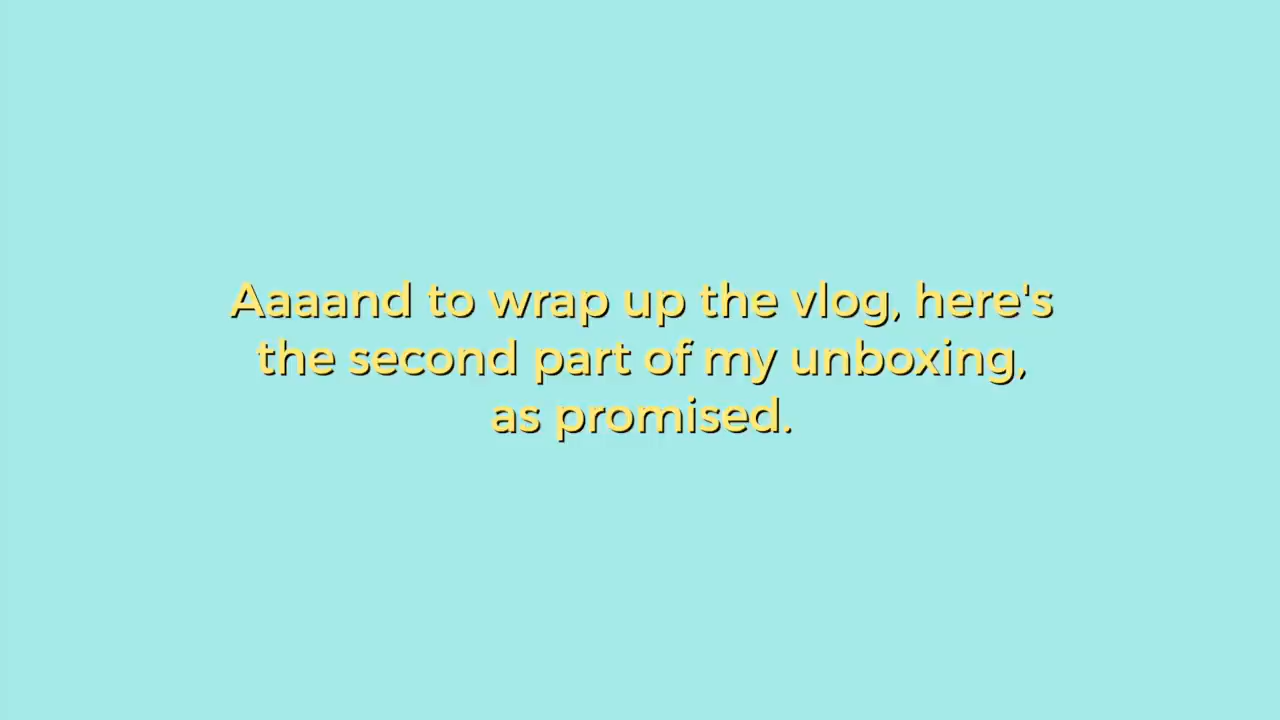 Aaaand to wrap up the vlog, here's
the second part of my unboxing,
as promised.